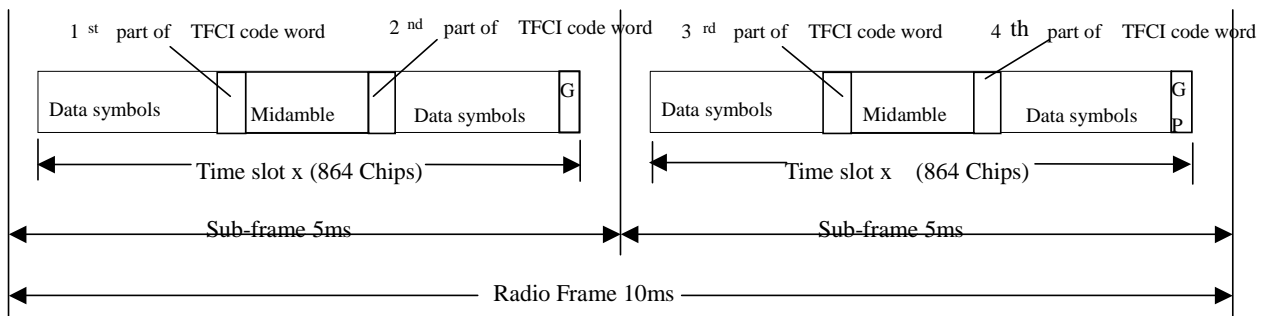 1 st part of TFCI code word
2 nd part of TFCI code word
3 rd part of TFCI code word
4 th part of TFCI code word
Data symbols
Midamble
Data symbols
G
Data symbols
Midamble
Data symbols
G
P
Time slot x (864 Chips)
Time slot x (864 Chips)
Sub-frame 5ms
Sub-frame 5ms
Radio Frame 10ms